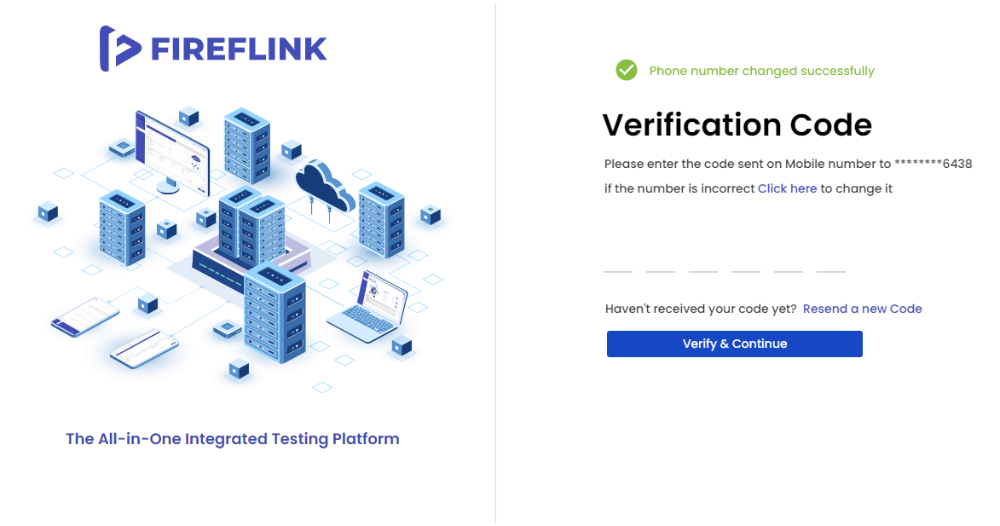 FIREFLINK
The All-in-One Integrated Testing Platform
Phone number changed successfully
Verification Code
Please enter the code sent on Mobile number to ********6438
if the number is incorrect Click here to change it
Haven't received your code yet? Resend a new Code
Verify & Continue